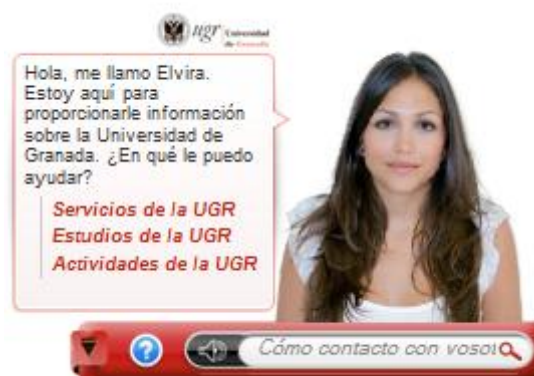 ugr Universidad
de Granada
Hola, me llamo Elvira.
Estoy aquí para
proporcionarle información
sobre la Universidad de
Granada. ¿En qué le puedo
ayudar?
Servicios de la UGR
Estudios de la UGR
Actividades de la UGR
?
Cómo contacto con vosot